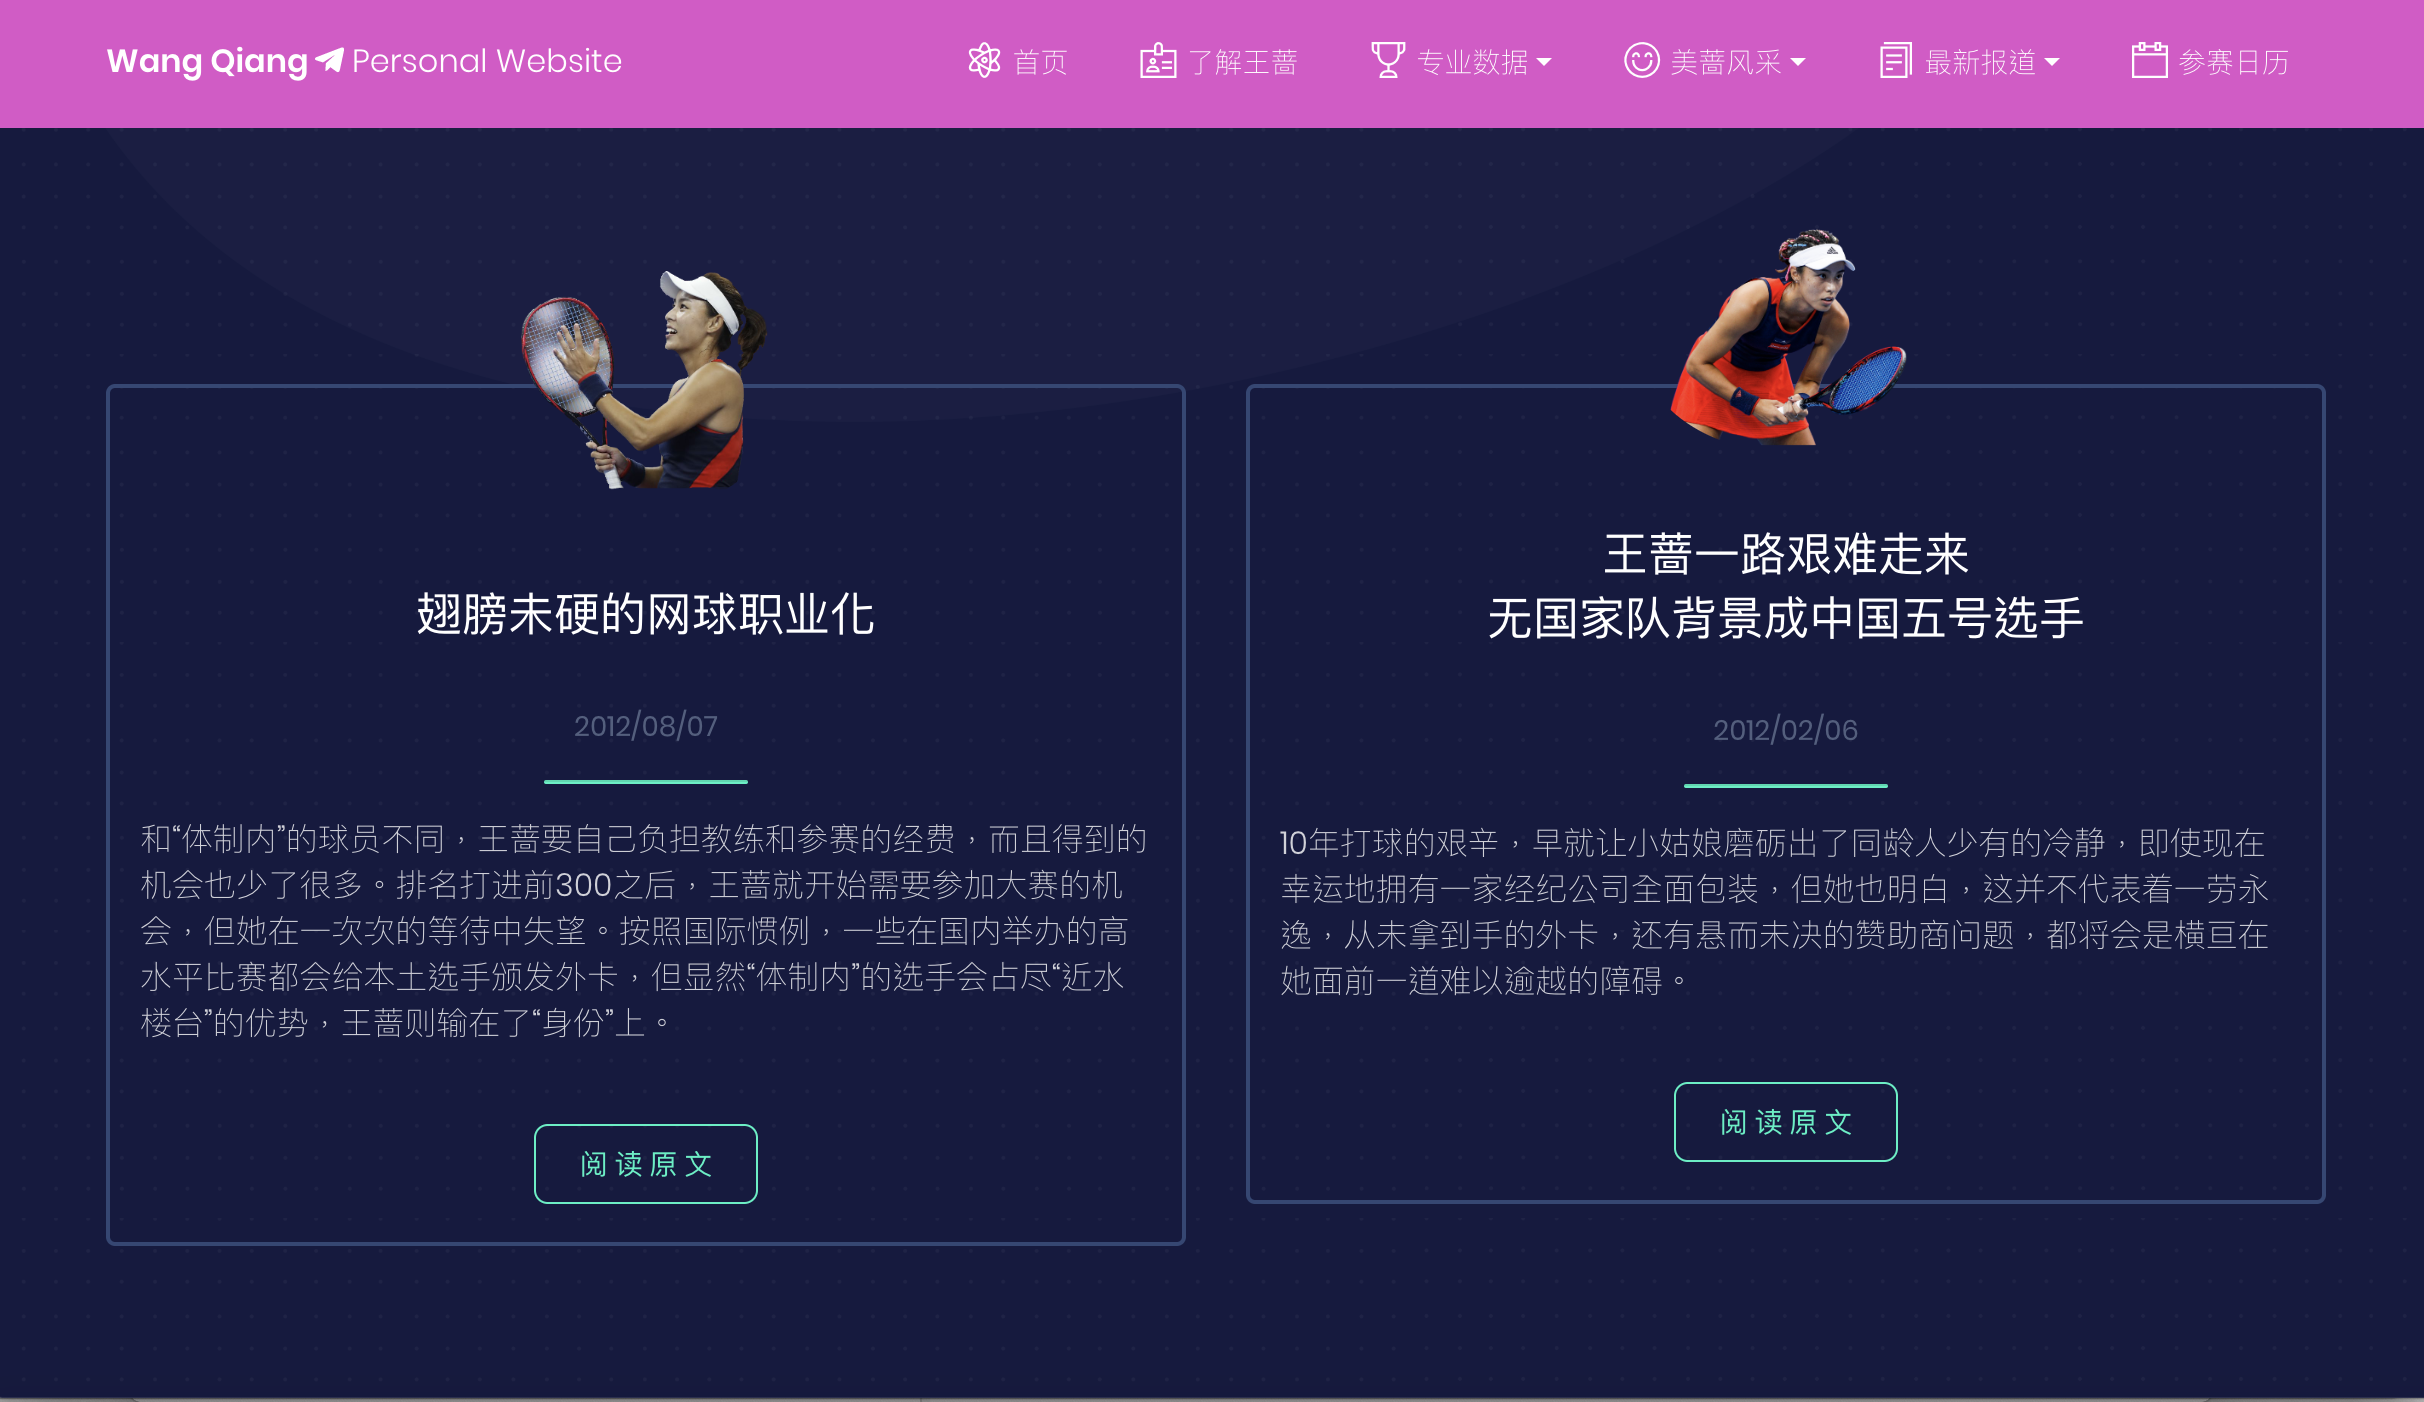 Wang Qiang Personal Website
首页
了解王蔷
专业数据
美蔷风采
最新报道
参赛日历
翅膀未硬的网球职业化
2012/08/07
和“体制内”的球员不同，王蔷要自己负担教练和参赛的经费，而且得到的
机会也少了很多。排名打进前300之后，王蔷就开始需要参加大赛的机
会，但她在一次次的等待中失望。按照国际惯例，一些在国内举办的高
水平比赛都会给本土选手颁发外卡，但显然“体制内”的选手会占尽“近水
楼台”的优势，王蔷则输在了“身份”上。
阅读原文
王蔷一路艰难走来
无国家队背景成中国五号选手
2012/02/06
10年打球的艰辛，早就让小姑娘磨砺出了同龄人少有的冷静，即使现在
幸运地拥有一家经纪公司全面包装，但她也明白，这并不代表着一劳永
逸，从未拿到手的外卡，还有悬而未决的赞助商问题，都将会是横亘在
她面前一道难以逾越的障碍。
阅读原文